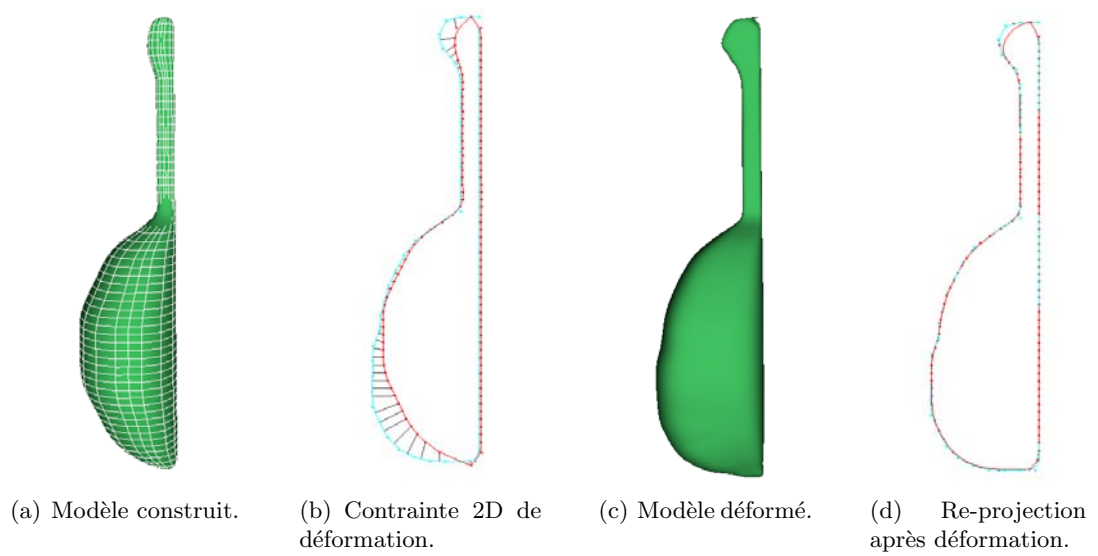 (a) Modèle construit.
(b) Contrainte 2D de
déformation.
(c) Modèle déformé.
(d) Re-projection
après déformation.